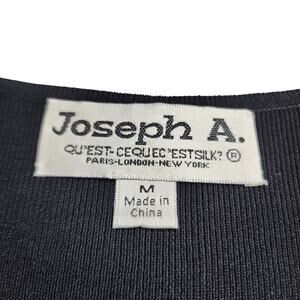 Joseph A.
QU'EST-CEQUEC'ESTSILK? ®
PARIS-LONDON-NEW YORK
M
Made in
China